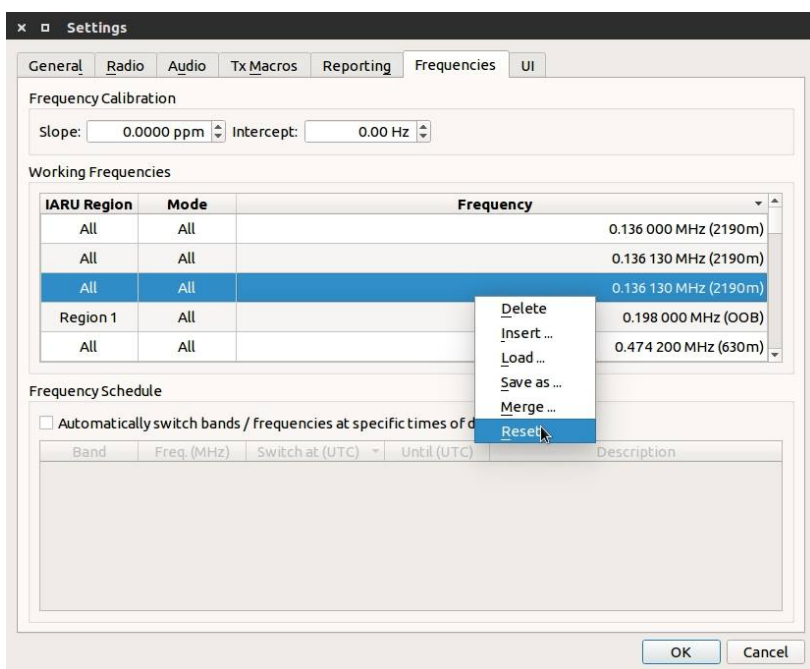 Settings
General Radio Audio Tx Macros Reporting Frequencies UI
Frequency Calibration
Slope: 0.0000 ppm Intercept: 0.00 Hz
Working Frequencies
IARU Region Mode Frequency
All All 0.136 000 MHz (2190m)
All All 0.136 130 MHz (2190m)
All All 0.136 130 MHz (2190m)
Region 1 All 0.198 000 MHz (OOB)
All All 0.474 200 MHz (630m)
Delete
Insert ...
Load ...
Save as ...
Merge ...
Reset
Frequency Schedule
Automatically switch bands / frequencies at specific times of d
Band Freq. (MHz) Switch at (UTC) Until (UTC) Description
OK Cancel